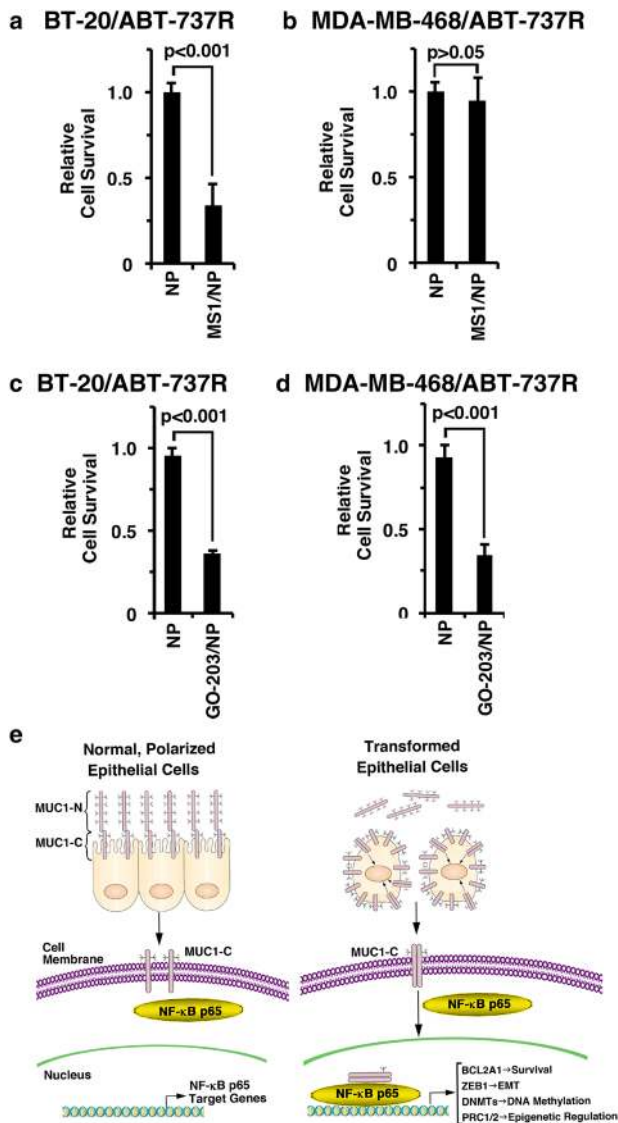 a BT-20/ABT-737R
p<0.001
1.0
0.5
0
Relative
Cell Survival
NP
MS1/NP
b MDA-MB-468/ABT-737R
p>0.05
1.0
0.5
0
Relative
Cell Survival
NP
MS1/NP
c BT-20/ABT-737R
p<0.001
1.0
0.5
0
Relative
Cell Survival
NP
GO-203/NP
d MDA-MB-468/ABT-737R
p<0.001
1.0
0.5
0
Relative
Cell Survival
NP
GO-203/NP
e
Normal, Polarized
Epithelial Cells
MUC1-N
MUC1-C
Cell
Membrane
MUC1-C
NF-κB p65
Nucleus
NF-κB p65
Target Genes
Transformed
Epithelial Cells
MUC1-C
NF-κB p65
NF-κB p65
BCL2A1→Survival
ZEB1→EMT
DNMTs→DNA Methylation
PRC1/2→Epigenetic Regulation